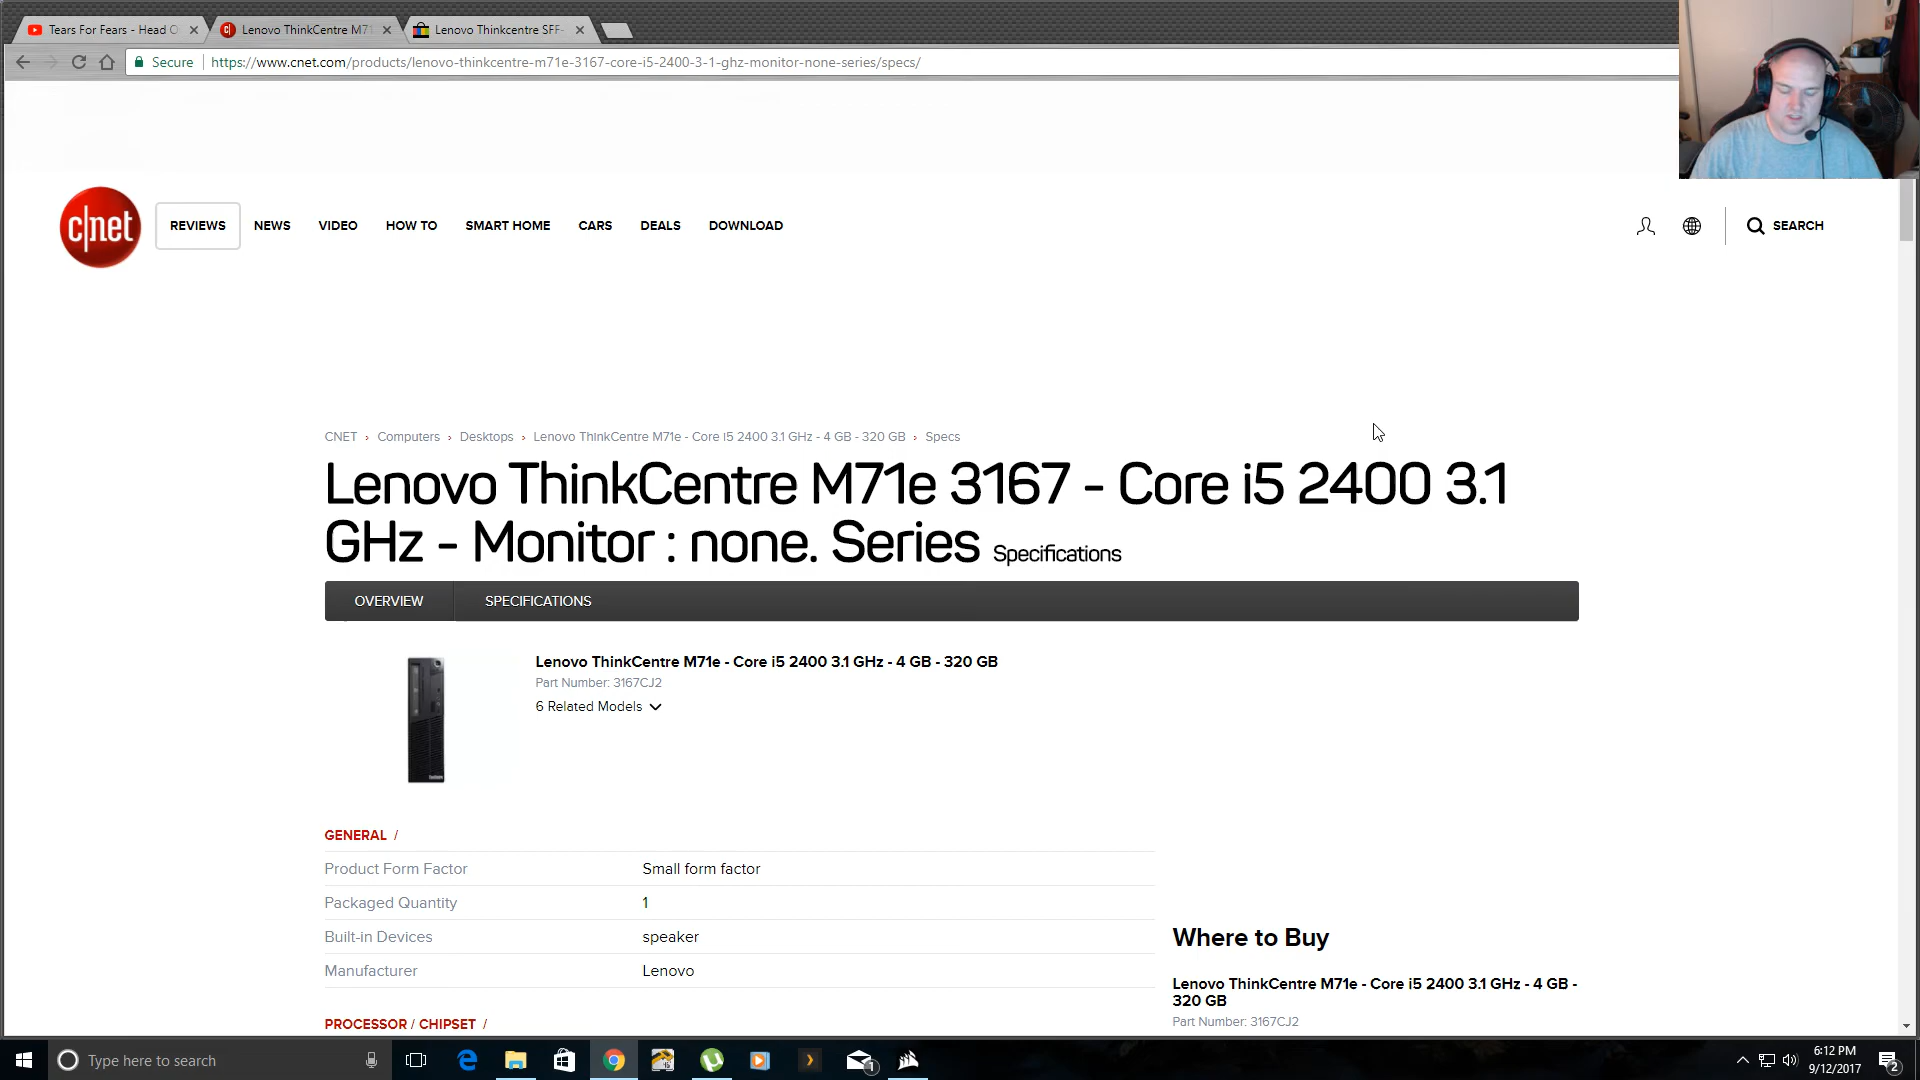 Tears For Fears - Head O
Lenovo ThinkCentre M71
Lenovo Thinkcentre SFF-
Secure
https://www.cnet.com/products/lenovo-thinkcentre-m71e-3167-core-i5-2400-3-1-ghz-monitor-none-series/specs/
c|net
REVIEWS NEWS VIDEO HOW TO SMART HOME CARS DEALS DOWNLOAD
SEARCH
CNET › Computers › Desktops › Lenovo ThinkCentre M71e - Core i5 2400 3.1 GHz - 4 GB - 320 GB › Specs
Lenovo ThinkCentre M71e 3167 - Core i5 2400 3.1
GHz - Monitor : none. Series Specifications
OVERVIEW SPECIFICATIONS
Lenovo ThinkCentre M71e - Core i5 2400 3.1 GHz - 4 GB - 320 GB
Part Number: 3167CJ2
6 Related Models
GENERAL /
Product Form Factor Small form factor
Packaged Quantity 1
Built-in Devices speaker
Manufacturer Lenovo
PROCESSOR / CHIPSET /
Where to Buy
Lenovo ThinkCentre M71e - Core i5 2400 3.1 GHz - 4 GB -
320 GB
Part Number: 3167CJ2
Type here to search
1
6:12 PM
9/12/2017
2